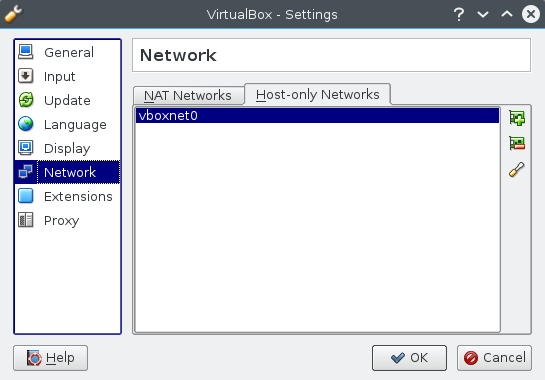 VirtualBox - Settings
General
Input
Update
Language
Display
Network
Extensions
Proxy
Network
NAT Networks
Host-only Networks
vboxnet0
Help
OK
Cancel